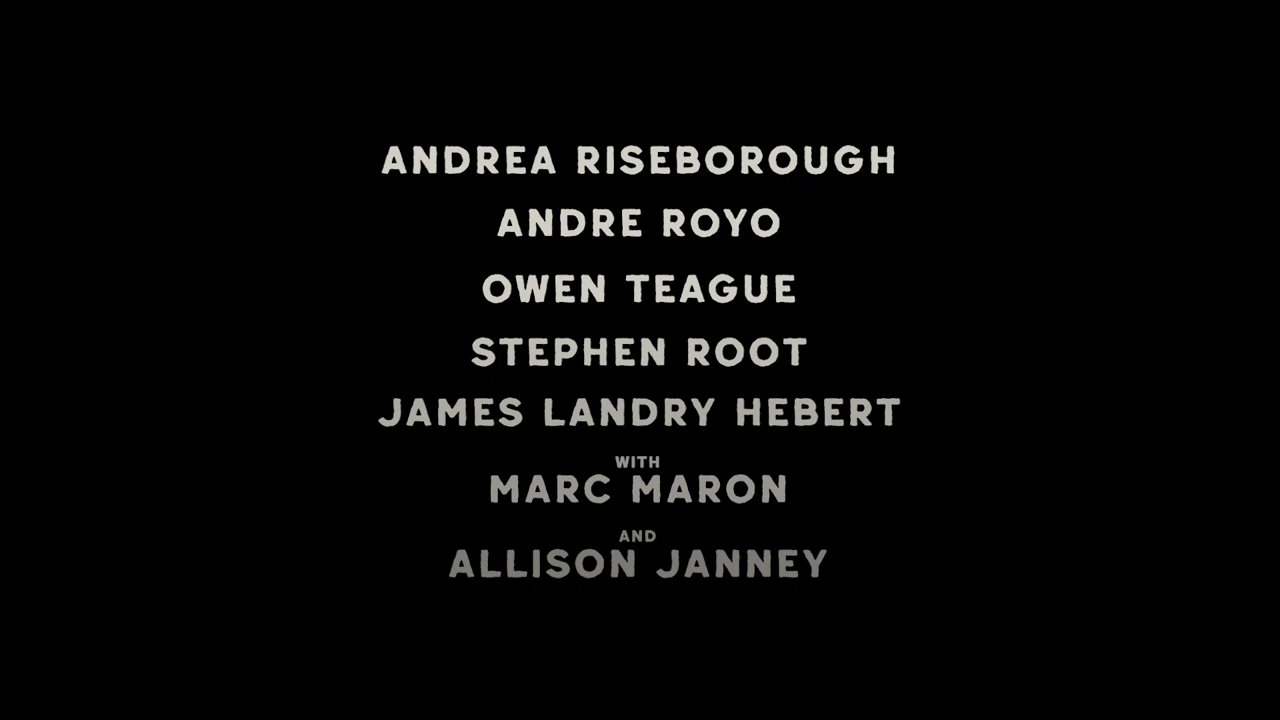 ANDREA RISEBOROUGH
ANDRE ROYO
OWEN TEAGUE
STEPHEN ROOT
JAMES LANDRY HEBERT
WITH
MARC MARON
AND
ALLISON JANNEY